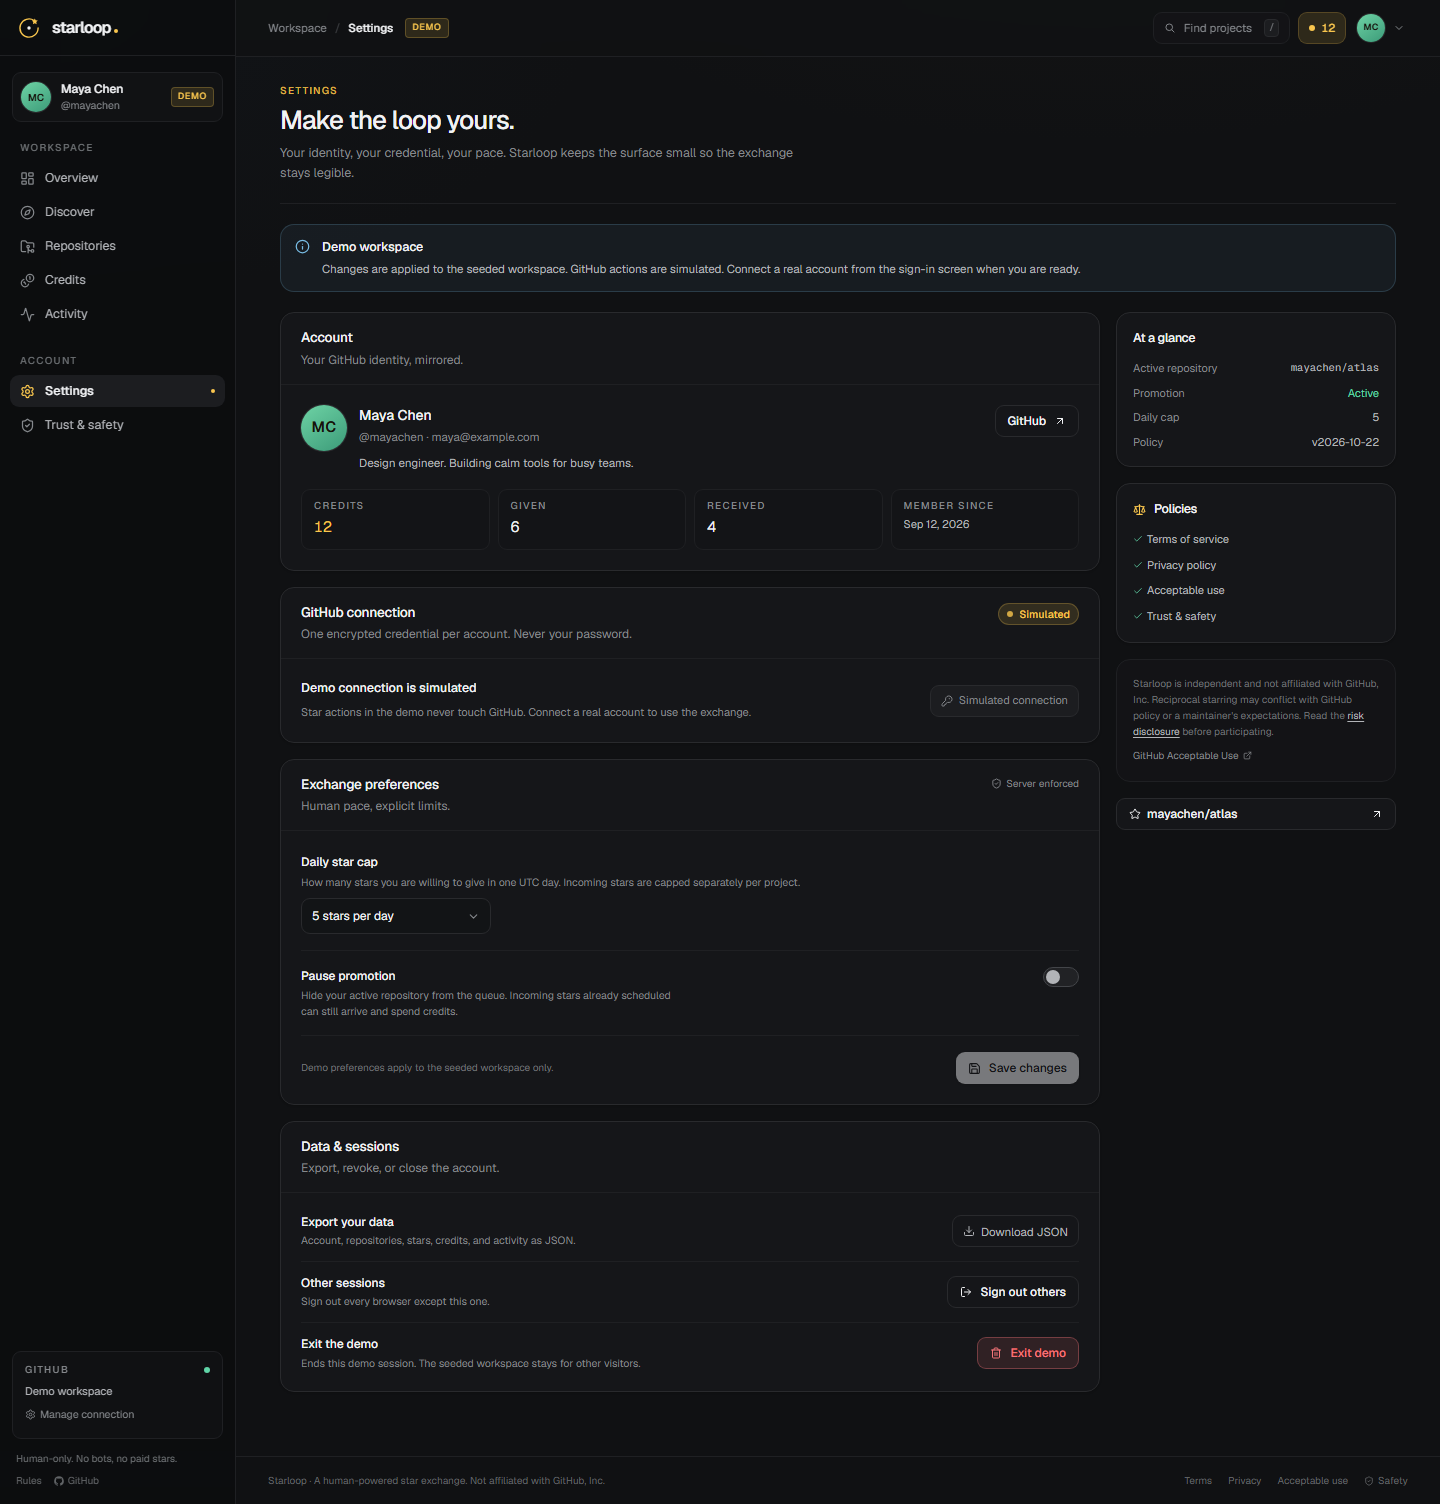 starloop.
MC
Maya Chen
@mayachen
DEMO
WORKSPACE
Overview
Discover
Repositories
Credits
Activity
ACCOUNT
Settings
Trust & safety
GITHUB
Demo workspace
Manage connection
Human-only. No bots, no paid stars.
Rules
GitHub
Workspace / Settings DEMO
Find projects /
12
MC
SETTINGS
Make the loop yours.
Your identity, your credential, your pace. Starloop keeps the surface small so the exchange
stays legible.
Demo workspace
Changes are applied to the seeded workspace. GitHub actions are simulated. Connect a real account from the sign-in screen when you are ready.
Account
Your GitHub identity, mirrored.
MC
Maya Chen
@mayachen · maya@example.com
Design engineer. Building calm tools for busy teams.
GitHub
CREDITS
12
GIVEN
6
RECEIVED
4
MEMBER SINCE
Sep 12, 2026
GitHub connection
One encrypted credential per account. Never your password.
Simulated
Demo connection is simulated
Star actions in the demo never touch GitHub. Connect a real account to use the exchange.
Simulated connection
Exchange preferences
Human pace, explicit limits.
Server enforced
Daily star cap
How many stars you are willing to give in one UTC day. Incoming stars are capped separately per project.
5 stars per day
Pause promotion
Hide your active repository from the queue. Incoming stars already scheduled
can still arrive and spend credits.
Demo preferences apply to the seeded workspace only.
Save changes
Data & sessions
Export, revoke, or close the account.
Export your data
Account, repositories, stars, credits, and activity as JSON.
Download JSON
Other sessions
Sign out every browser except this one.
Sign out others
Exit the demo
Ends this demo session. The seeded workspace stays for other visitors.
Exit demo
At a glance
Active repository mayachen/atlas
Promotion Active
Daily cap 5
Policy v2026-10-22
Policies
Terms of service
Privacy policy
Acceptable use
Trust & safety
Starloop is independent and not affiliated with GitHub,
Inc. Reciprocal starring may conflict with GitHub
policy or a maintainer's expectations. Read the risk
disclosure before participating.
GitHub Acceptable Use
mayachen/atlas
Starloop · A human-powered star exchange. Not affiliated with GitHub, Inc.
Terms
Privacy
Acceptable use
Safety